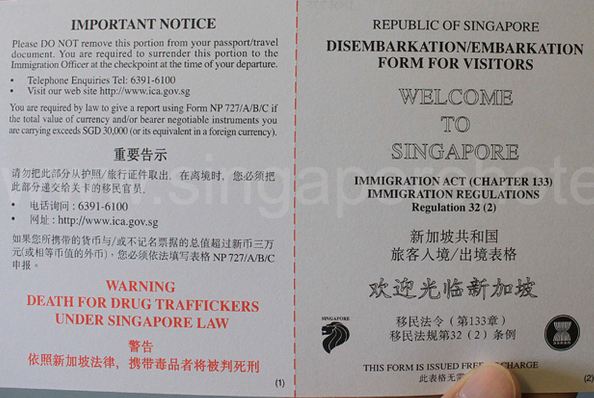 IMPORTANT NOTICE
Please DO NOT remove this portion from your passport/travel
document. You are required to surrender this portion to the
Immigration Officer at the checkpoint at the time of your departure.
• Telephone Enquiries Tel: 6391-6100
• Visit our web site http://www.ica.gov.sg
You are required by law to give a report using Form NP 727/A/B/C if
the total value of currency and/or bearer negotiable instruments you
are carrying exceeds SGD 30,000 (or its equivalent in a foreign currency).
重要告示
请勿把此部分从护照/旅行证件取出。在离境时，您必须把
此部分递交给关卡的移民官员。
• 电话询问 : 6391-6100
• 网址 : http://www.ica.gov.sg
如果您所携带的货币与/或不记名票据的总值超过新币三万
元(或相等币值的外币)，您必须依法填写表格 NP 727/A/B/C
申报。
WARNING
DEATH FOR DRUG TRAFFICKERS
UNDER SINGAPORE LAW
警告
依照新加坡法律，携带毒品者将被判死刑
(1)
REPUBLIC OF SINGAPORE
DISEMBARKATION/EMBARKATION
FORM FOR VISITORS
WELCOME
TO
SINGAPORE
IMMIGRATION ACT (CHAPTER 133)
IMMIGRATION REGULATIONS
Regulation 32 (2)
新加坡共和国
旅客入境/出境表格
欢迎光临新加坡
SINGAPORE
移民法令（第133章）
移民法规第32（2）条例
THIS FORM IS ISSUED FREE CHARGE
此表格无需
(2)